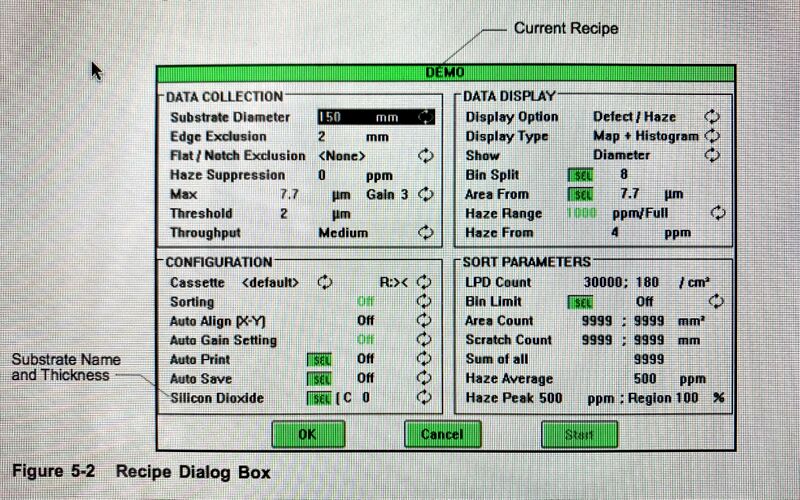 Current Recipe
DEMO
DATA COLLECTION
Substrate Diameter 150 mm
Edge Exclusion 2 mm
Flat / Notch Exclusion <None>
Haze Suppression 0 ppm
Max 7.7 µm Gain 3
Threshold 2 µm
Throughput Medium
DATA DISPLAY
Display Option Defect / Haze
Display Type Map + Histogram
Show Diameter
Bin Split SEL 8
Area From SEL 7.7 µm
Haze Range 1000 ppm/Full
Haze From 4 ppm
CONFIGURATION
Cassette <default> R:><
Sorting Off
Auto Align (X-Y) Off
Auto Gain Setting Off
Auto Print SEL Off
Auto Save SEL Off
Silicon Dioxide SEL [ C 0
SORT PARAMETERS
LPD Count 30000; 180 / cm²
Bin Limit SEL Off
Area Count 9999 ; 9999 mm²
Scratch Count 9999 ; 9999 mm
Sum of all 9999
Haze Average 500 ppm
Haze Peak 500 ppm ; Region 100 %
Substrate Name
and Thickness
OK Cancel Start
Figure 5-2 Recipe Dialog Box